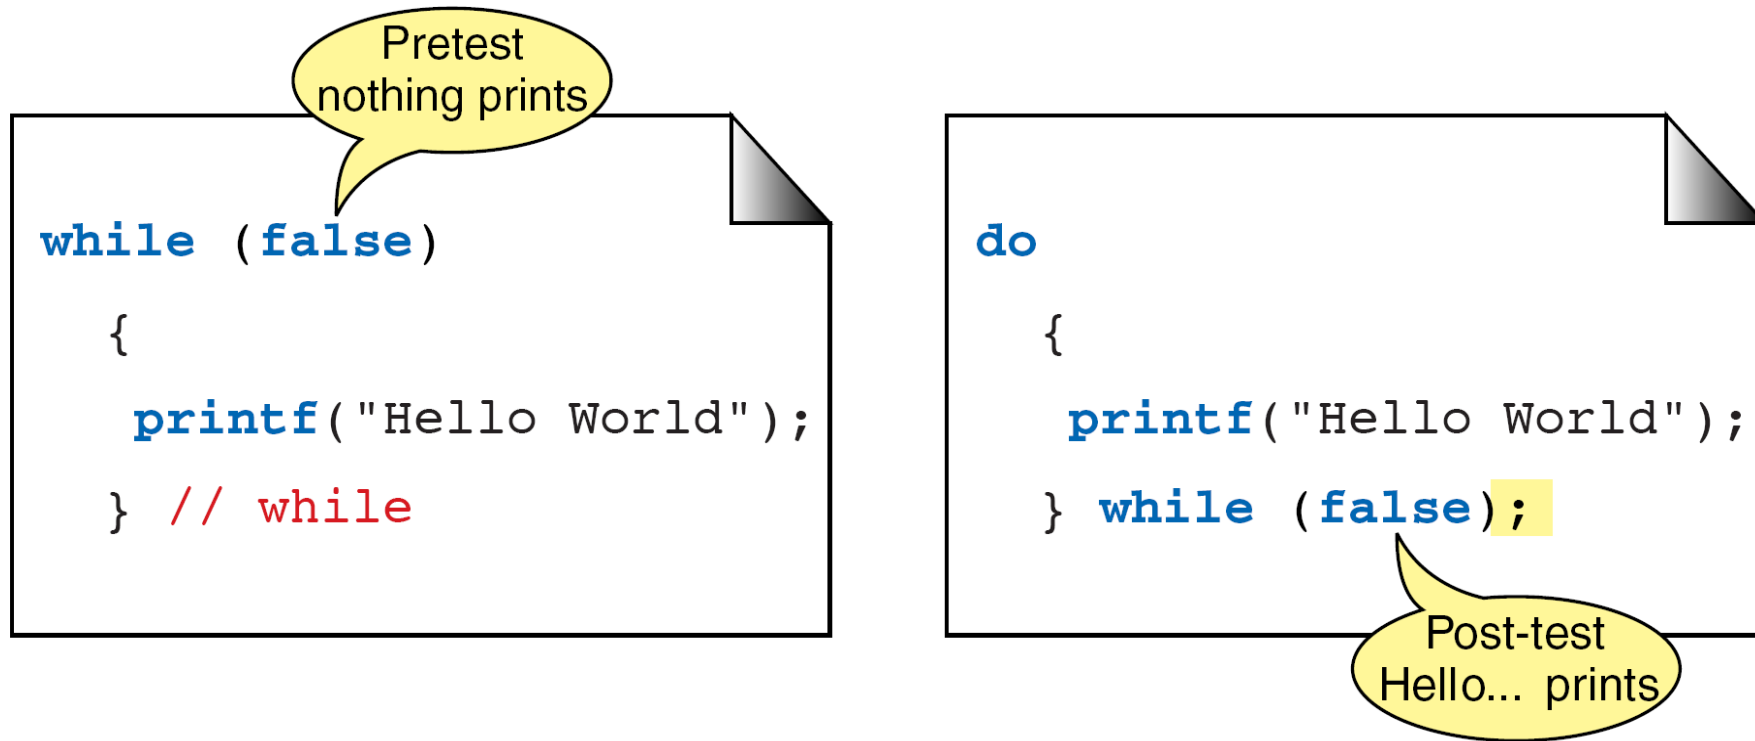 Pretest
nothing prints
while (false)
{
printf("Hello World");
} // while
do
{
printf("Hello World");
} while (false);
Post-test
Hello... prints